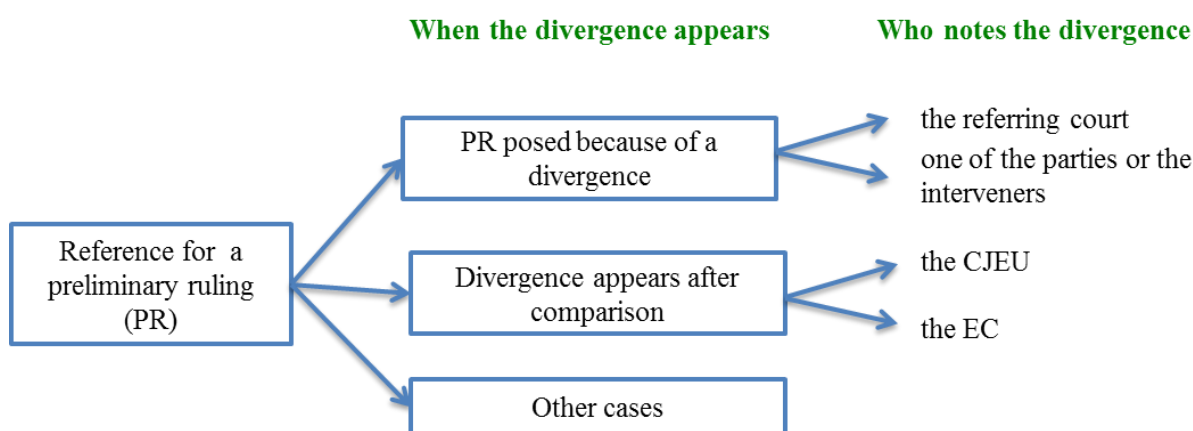 When the divergence appears
Who notes the divergence
PR posed because of a
divergence
the referring court
one of the parties or the
interveners
Reference for a
preliminary ruling
(PR)
Divergence appears after
comparison
the CJEU
the EC
Other cases